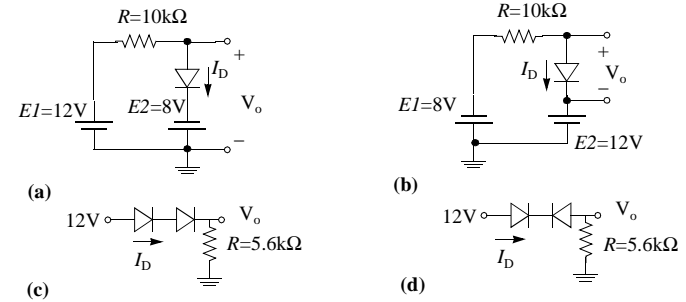 R=10kΩ
+
I_D
E1=12V
E2=8V
V_o
−
(a)
R=10kΩ
+
I_D
V_o
−
E1=8V
E2=12V
(b)
12V
V_o
I_D
R=5.6kΩ
(c)
12V
V_o
I_D
R=5.6kΩ
(d)